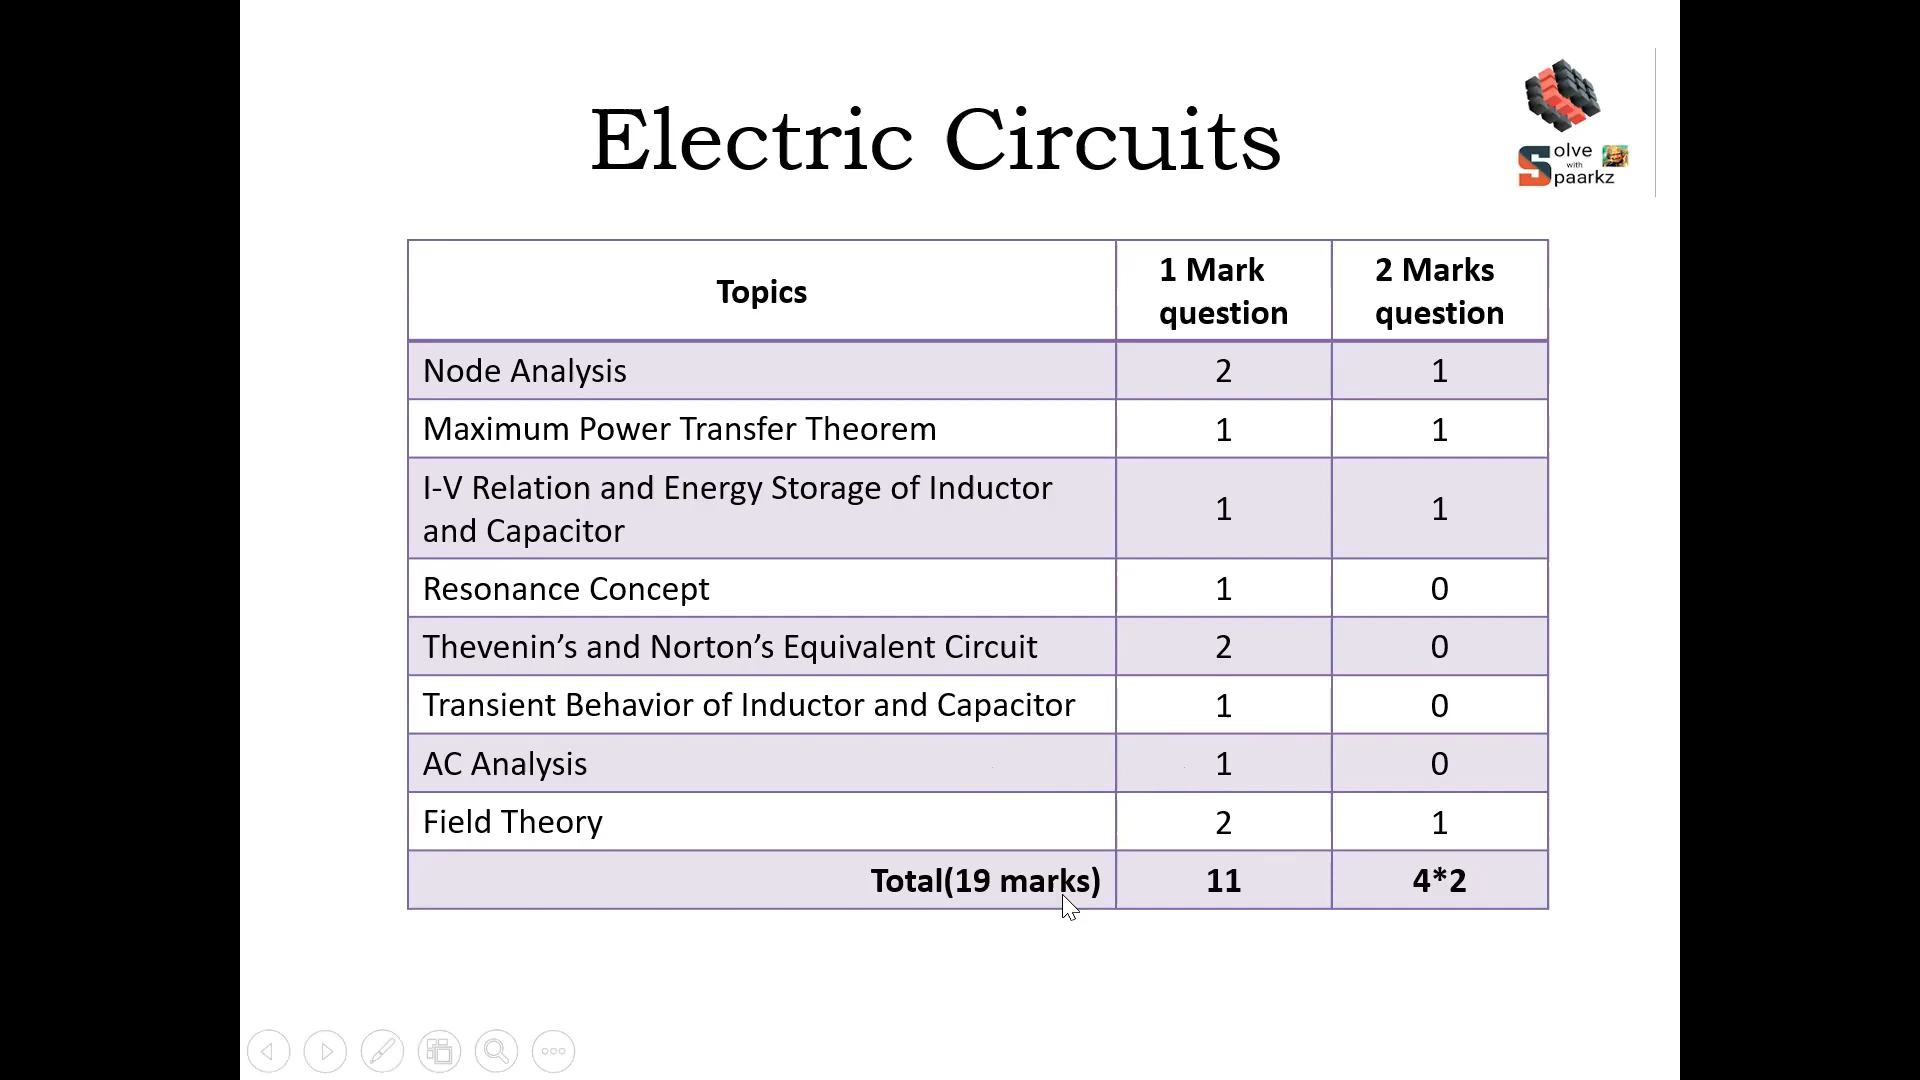 Electric Circuits
Solve
with
Spaarkz
Topics
1 Mark
question
2 Marks
question
Node Analysis 2 1
Maximum Power Transfer Theorem 1 1
I-V Relation and Energy Storage of Inductor
and Capacitor 1 1
Resonance Concept 1 0
Thevenin’s and Norton’s Equivalent Circuit 2 0
Transient Behavior of Inductor and Capacitor 1 0
AC Analysis 1 0
Field Theory 2 1
Total(19 marks) 11 4*2